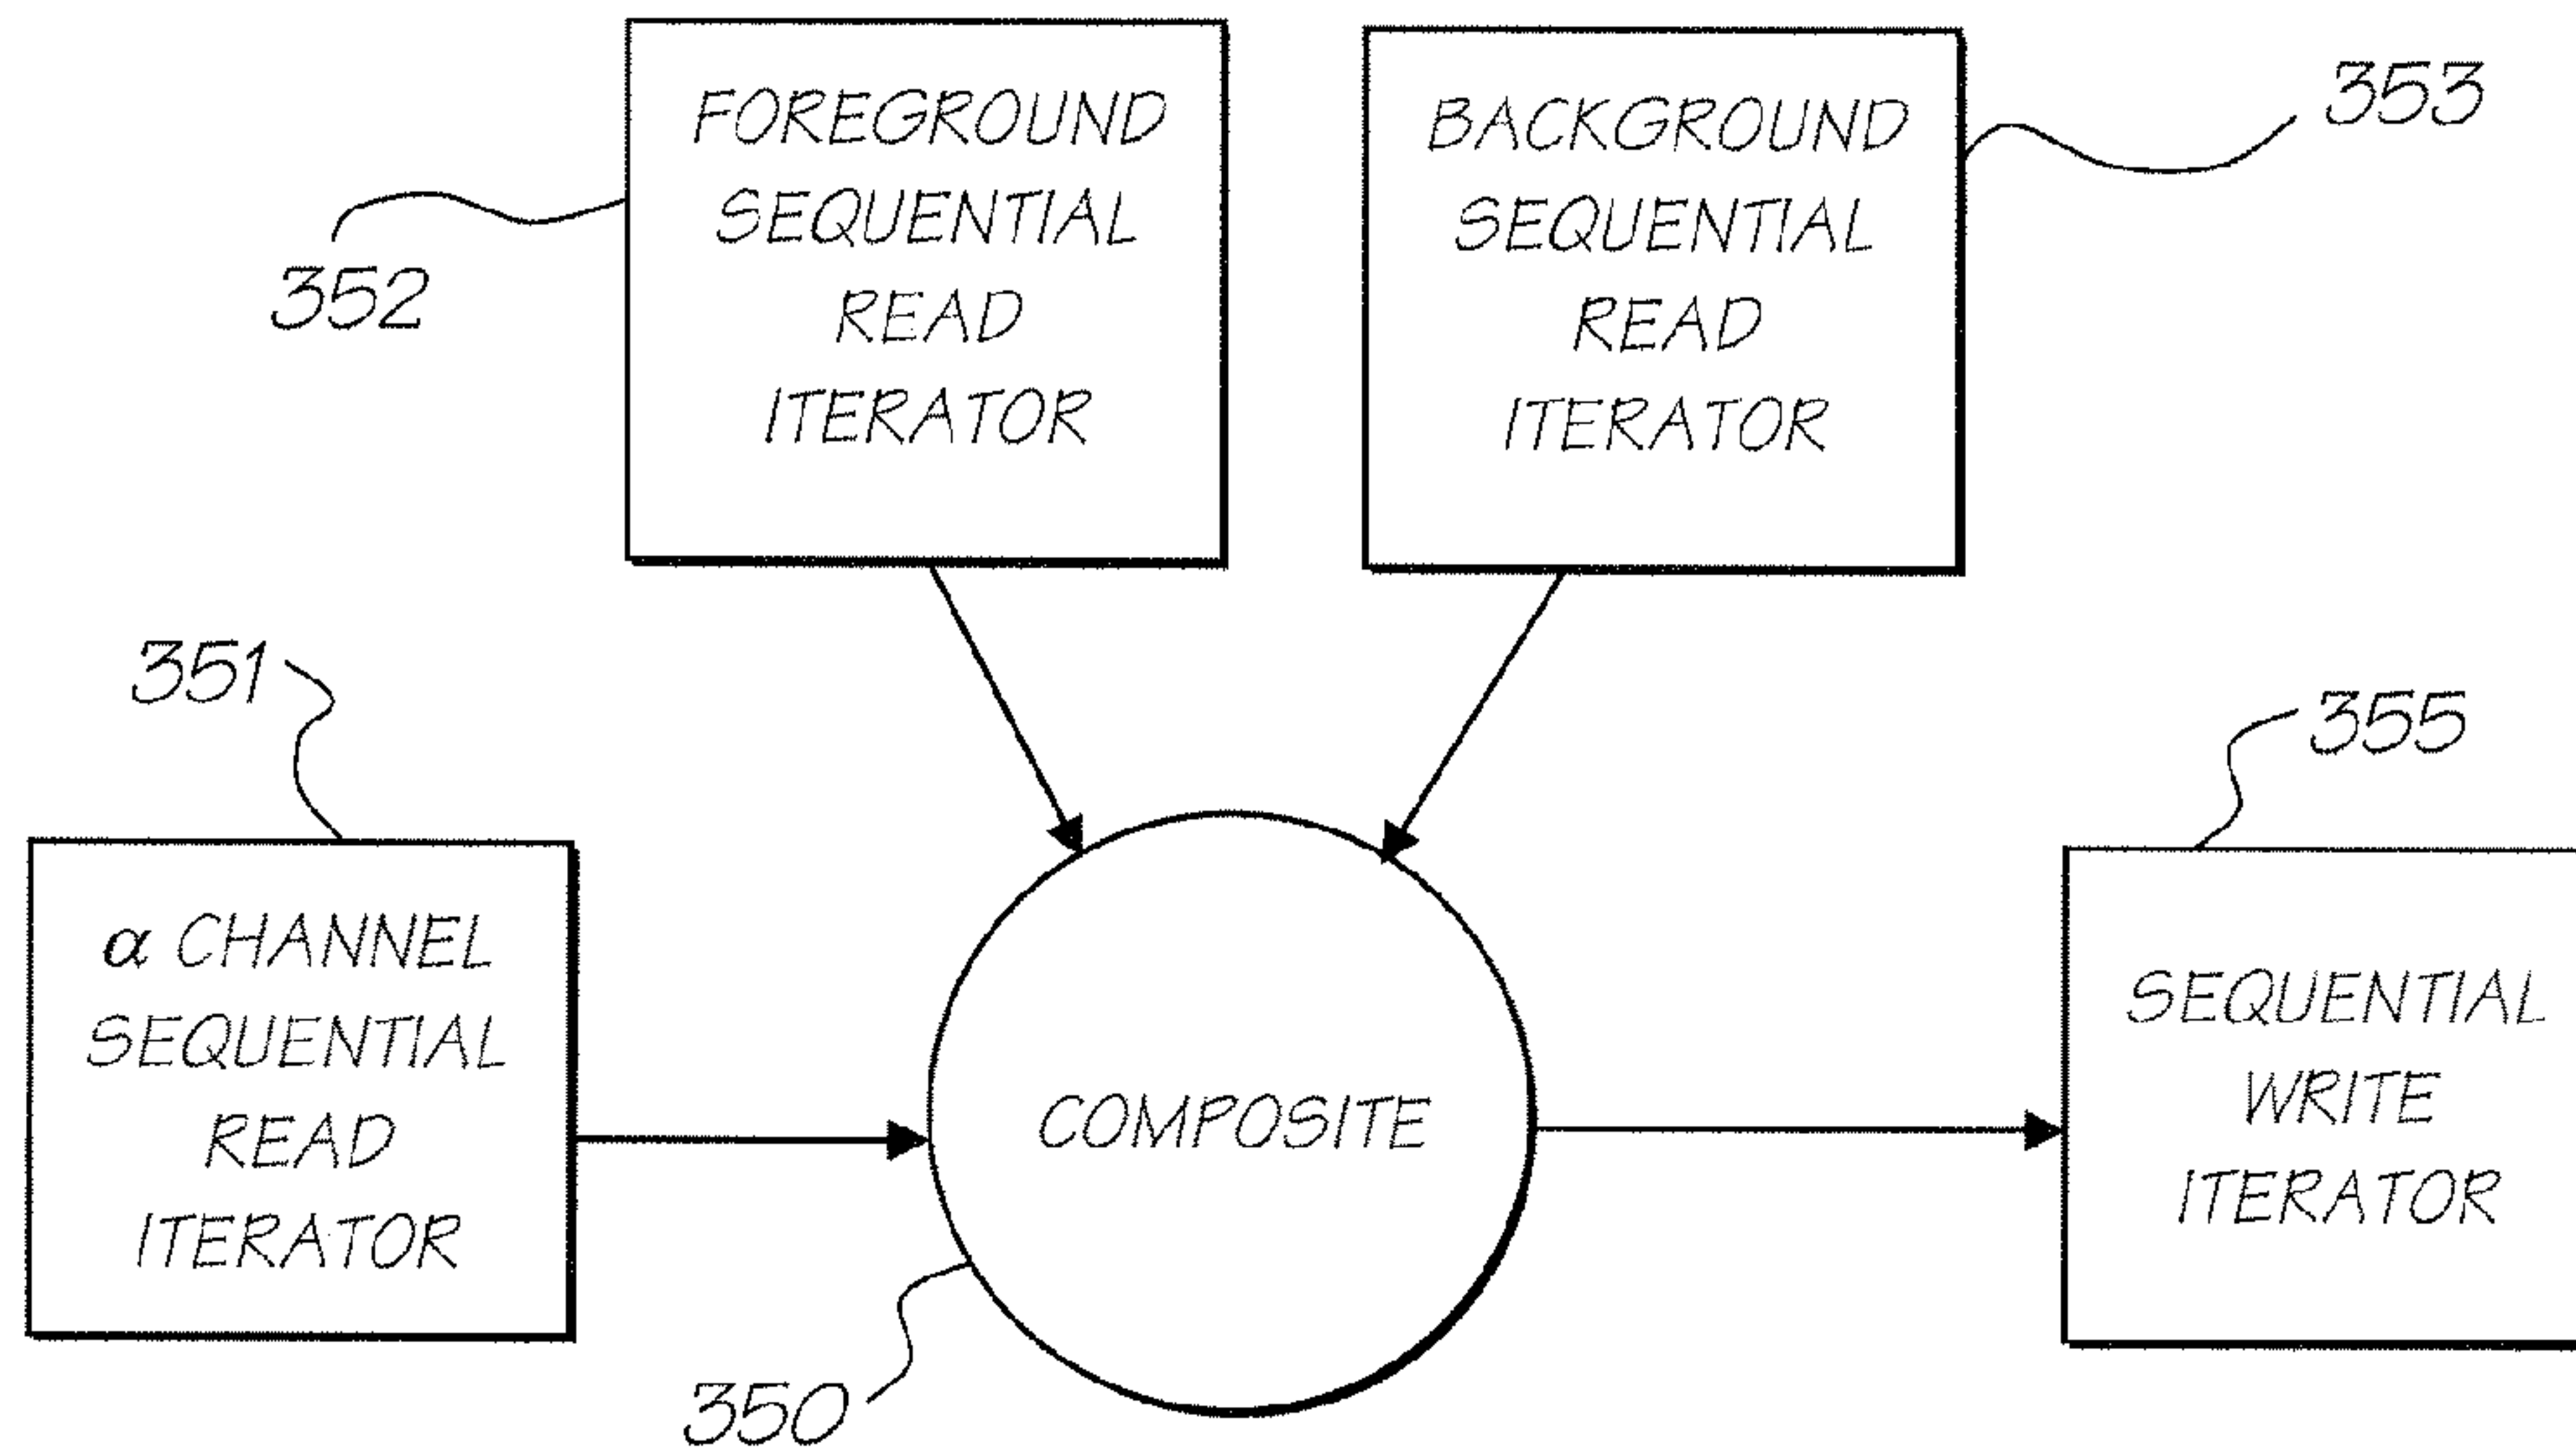 FOREGROUND
SEQUENTIAL
READ
ITERATOR
352
BACKGROUND
SEQUENTIAL
READ
ITERATOR
353
351
α CHANNEL
SEQUENTIAL
READ
ITERATOR
COMPOSITE
350
355
SEQUENTIAL
WRITE
ITERATOR